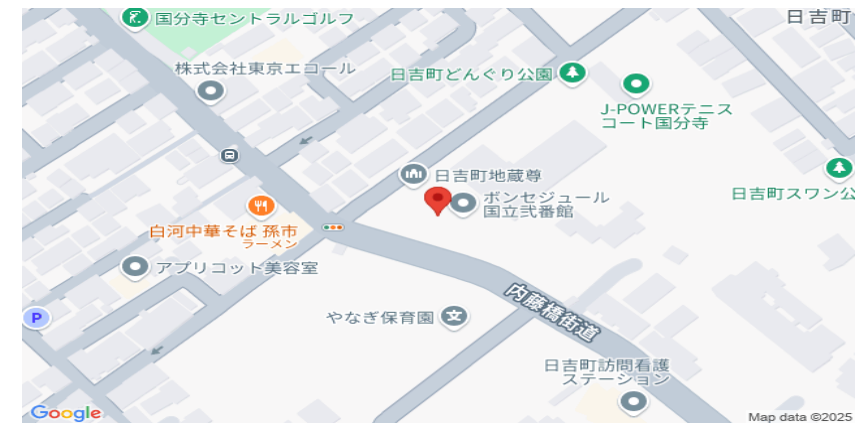 国分寺セントラルゴルフ
日吉町
株式会社東京エコール
日吉町どんぐり公園
J-POWERテニス
コート国分寺
日吉町地蔵尊
ボンセジュール
国立弐番館
日吉町スワン公
白河中華そば 孫市
ラーメン
アプリコット美容室
内藤橋街道
P
やなぎ保育園
文
日吉町訪問看護
ステーション
Google
Map data ©2025